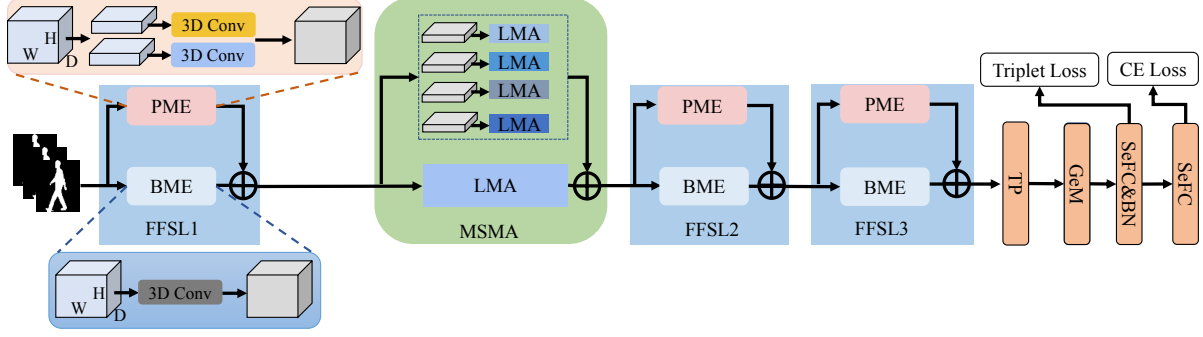 H
W
D
3D Conv
3D Conv
PME
BME
FFSL1
H
W
D
3D Conv
LMA
LMA
LMA
LMA
LMA
MSMA
PME
BME
FFSL2
PME
BME
FFSL3
Triplet Loss
CE Loss
TP
GeM
SeFC&BN
SeFC